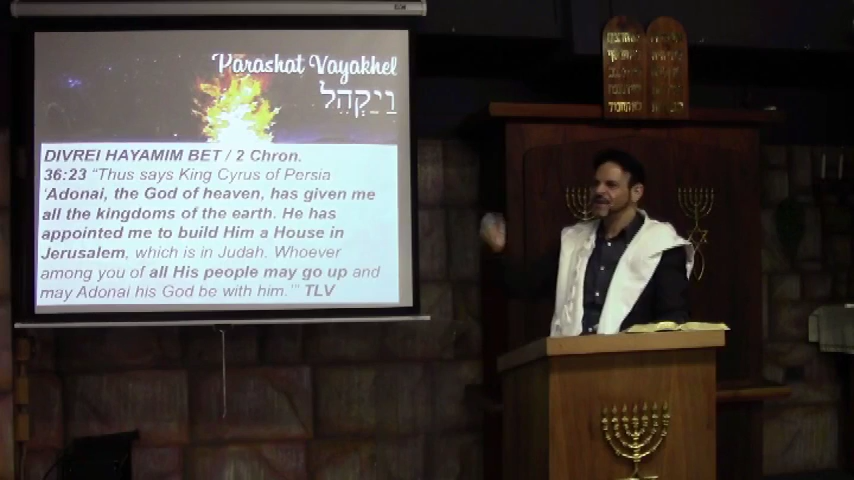 Parashat Vayakhel
וַיַּקְהֵל
DIVREI HAYAMIM BET / 2 Chron.
36:23 “Thus says King Cyrus of Persia
‘Adonai, the God of heaven, has given me
all the kingdoms of the earth. He has
appointed me to build Him a House in
Jerusalem, which is in Judah. Whoever
among you of all His people may go up and
may Adonai his God be with him.’” TLV